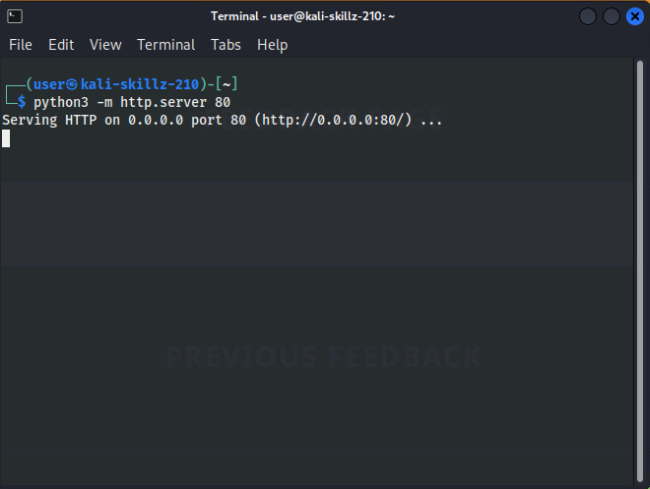 Terminal - user@kali-skillz-210: ~
File Edit View Terminal Tabs Help
┌──(user㉿kali-skillz-210)-[~]
└─$ python3 -m http.server 80
Serving HTTP on 0.0.0.0 port 80 (http://0.0.0.0:80/) ...
PREVIOUS FEEDBACK